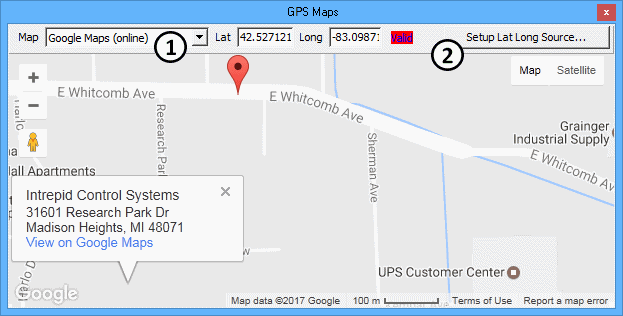 GPS Maps
x
Map Google Maps (online) 1 Lat 42.527121 Long -83.0987 Valid 2 Setup Lat Long Source...
+
Map Satellite
−
E Whitcomb Ave
E Whitcomb Ave
Grainger
Industrial Supply
Research Park
Sherman Ave
E Whitcomb Ave
all Apartments
Intrepid Control Systems
31601 Research Park Dr
Madison Heights, MI 48071
View on Google Maps
Harlo D
UPS Customer Center
Google
Map data ©2017 Google 100 m Terms of Use Report a map error